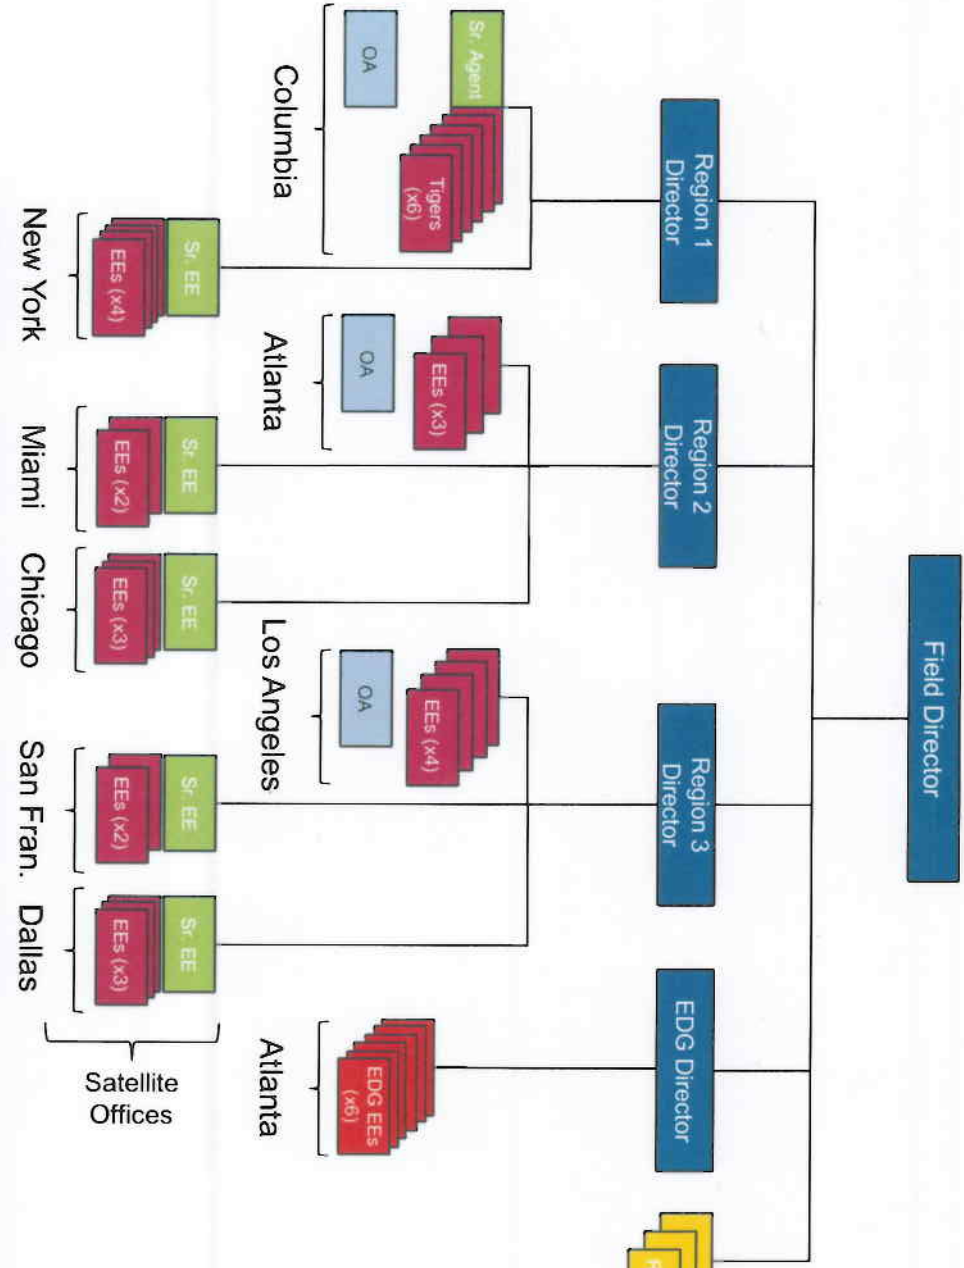 Field Director
Region 1
Director
Region 2
Director
Region 3
Director
EDG Director
Sr. Agent
Tigers
(x6)
OA
Columbia
EEs (x3)
OA
Atlanta
EEs (x4)
OA
Los Angeles
EDG EEs
(x6)
Atlanta
Sr. EE
EEs (x4)
New York
Sr. EE
EEs (x2)
Miami
Sr. EE
EEs (x3)
Chicago
Sr. EE
EEs (x2)
San Fran.
Sr. EE
EEs (x3)
Dallas
Satellite
Offices